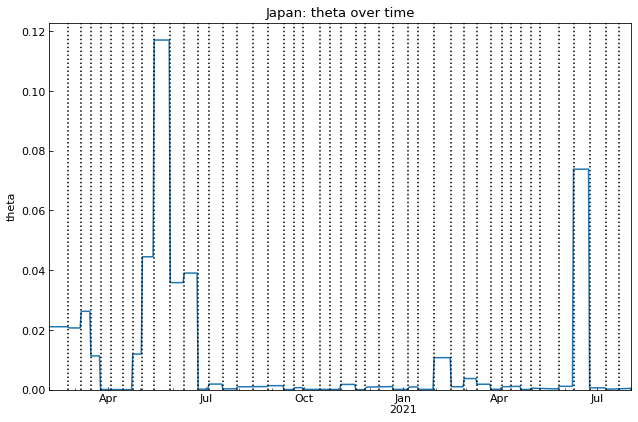 Japan: theta over time
0.12
0.10
0.08
0.06
0.04
0.02
0.00
theta
Apr
Jul
Oct
Jan
2021
Apr
Jul